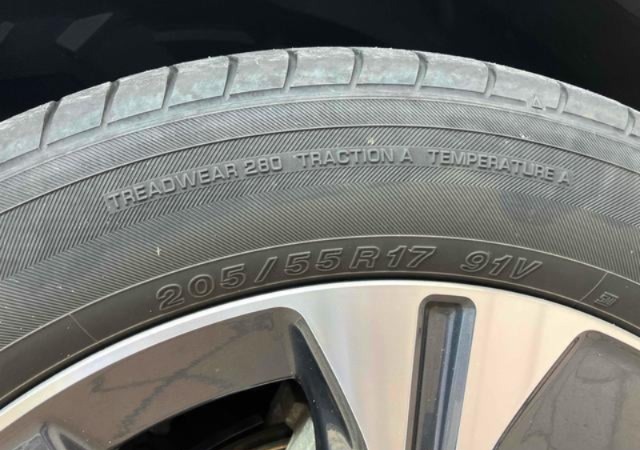 TREADWEAR 280 TRACTION A TEMPERATURE A
205/55R17 91V